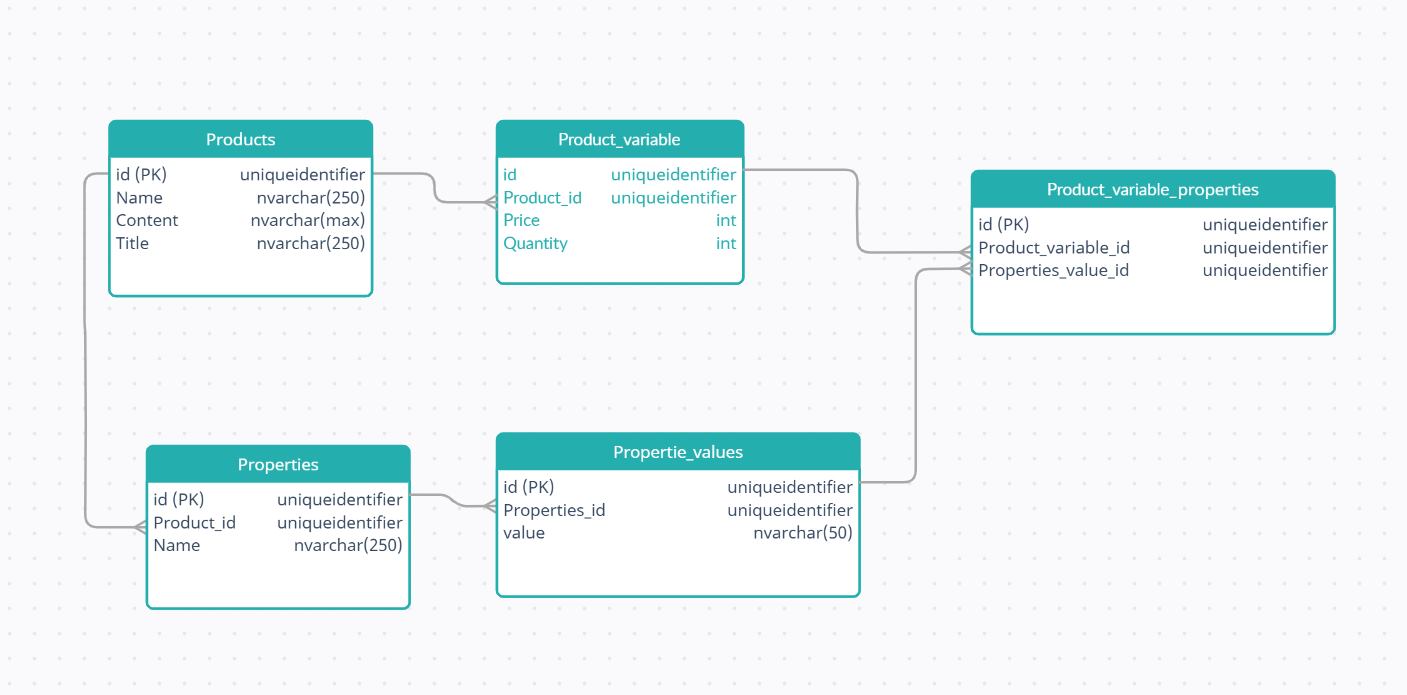 Products
id (PK) uniqueidentifier
Name nvarchar(250)
Content nvarchar(max)
Title nvarchar(250)
Product_variable
id uniqueidentifier
Product_id uniqueidentifier
Price int
Quantity int
Product_variable_properties
id (PK) uniqueidentifier
Product_variable_id uniqueidentifier
Properties_value_id uniqueidentifier
Properties
id (PK) uniqueidentifier
Product_id uniqueidentifier
Name nvarchar(250)
Propertie_values
id (PK) uniqueidentifier
Properties_id uniqueidentifier
value nvarchar(50)